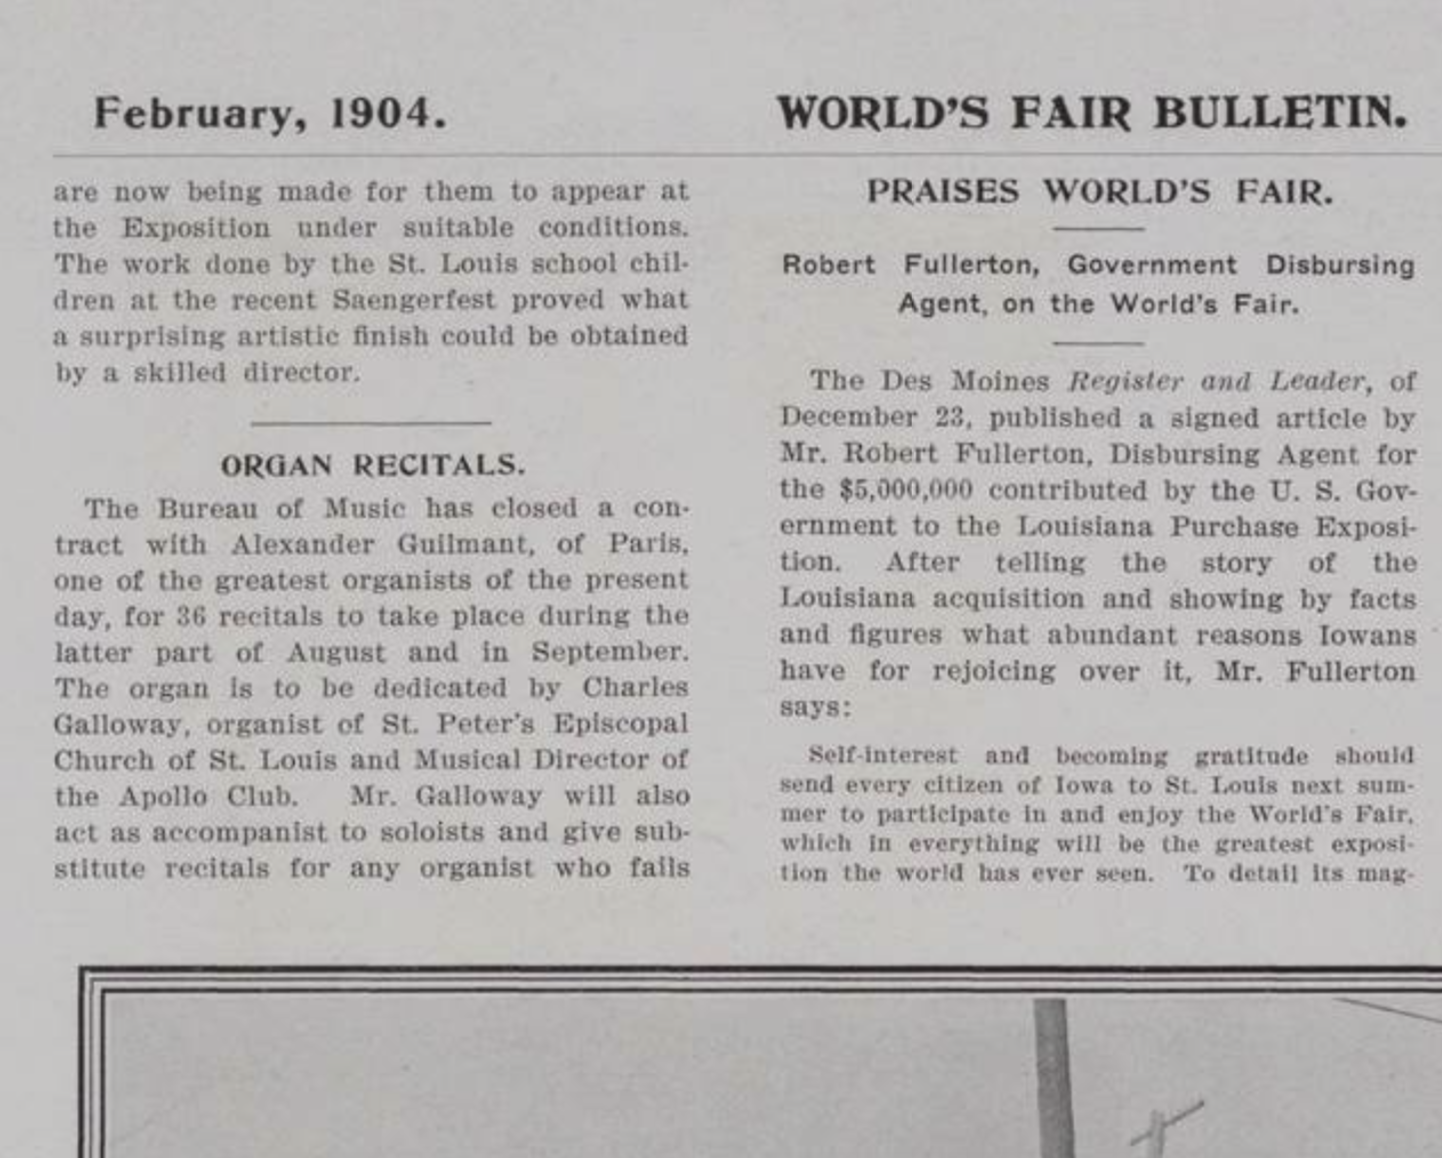 February, 1904.
WORLD'S FAIR BULLETIN.
are now being made for them to appear at
the Exposition under suitable conditions.
The work done by the St. Louis school chil-
dren at the recent Saengerfest proved what
a surprising artistic finish could be obtained
by a skilled director.
ORGAN RECITALS.
The Bureau of Music has closed a con-
tract with Alexander Guilmant, of Paris,
one of the greatest organists of the present
day, for 36 recitals to take place during the
latter part of August and in September.
The organ is to be dedicated by Charles
Galloway, organist of St. Peter's Episcopal
Church of St. Louis and Musical Director of
the Apollo Club. Mr. Galloway will also
act as accompanist to soloists and give sub-
stitute recitals for any organist who fails
PRAISES WORLD'S FAIR.
Robert Fullerton, Government Disbursing
Agent, on the World's Fair.
The Des Moines Register and Leader, of
December 23, published a signed article by
Mr. Robert Fullerton, Disbursing Agent for
the $5,000,000 contributed by the U. S. Gov-
ernment to the Louisiana Purchase Exposi-
tion. After telling the story of the
Louisiana acquisition and showing by facts
and figures what abundant reasons Iowans
have for rejoicing over it, Mr. Fullerton
says:
Self-interest and becoming gratitude should
send every citizen of Iowa to St. Louis next sum-
mer to participate in and enjoy the World's Fair,
which in everything will be the greatest exposi-
tion the world has ever seen. To detail its mag-